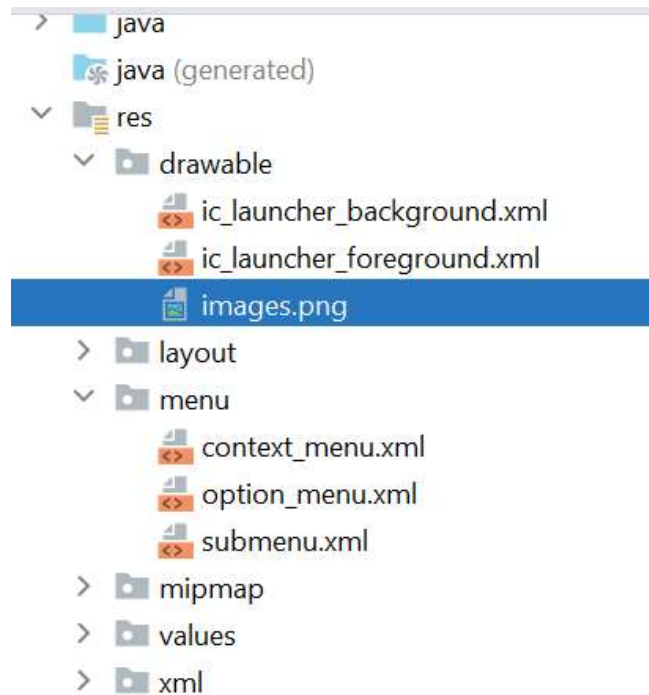 java
java (generated)
res
drawable
ic_launcher_background.xml
ic_launcher_foreground.xml
images.png
layout
menu
context_menu.xml
option_menu.xml
submenu.xml
mipmap
values
xml